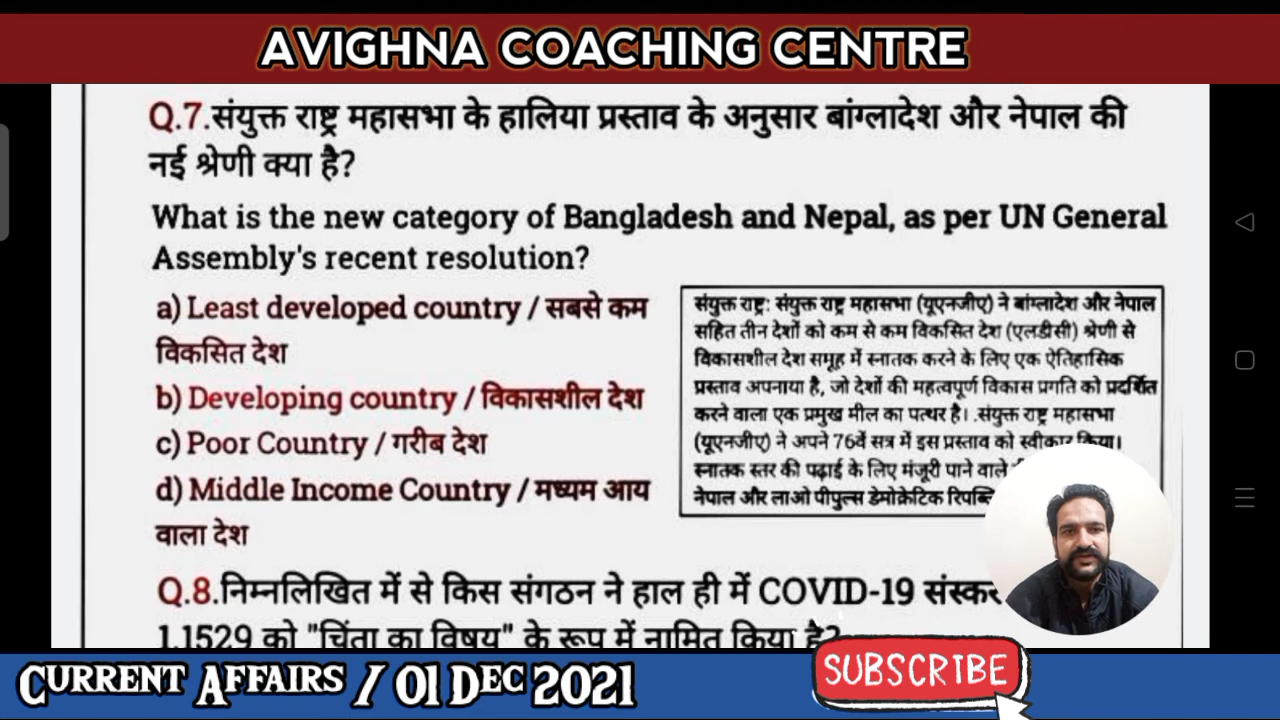 AVIGHNA COACHING CENTRE
Q.7.संयुक्त राष्ट्र महासभा के हालिया प्रस्ताव के अनुसार बांग्लादेश और नेपाल की
नई श्रेणी क्या है?
What is the new category of Bangladesh and Nepal, as per UN General
Assembly's recent resolution?
a) Least developed country / सबसे कम
विकसित देश
b) Developing country / विकासशील देश
c) Poor Country / गरीब देश
d) Middle Income Country / मध्यम आय
वाला देश
संयुक्त राष्ट्र: संयुक्त राष्ट्र महासभा (यूएनजीए) ने बांग्लादेश और नेपाल
सहित तीन देशों को कम से कम विकसित देश (एलडीसी) श्रेणी से
विकासशील देश समूह में स्नातक करने के लिए एक ऐतिहासिक
प्रस्ताव अपनाया है, जो देशों की महत्वपूर्ण विकास प्रगति को प्रदर्शित
करने वाला एक प्रमुख मील का पत्थर है। .संयुक्त राष्ट्र महासभा
(यूएनजीए) ने अपने 76वें सत्र में इस प्रस्ताव को स्वीकार किया।
स्नातक स्तर की पढ़ाई के लिए मंजूरी पाने वाले
नेपाल और लाओ पीपुल्स डेमोक्रेटिक
Q.8.निम्नलिखित में से किस संगठन ने हाल ही में COVID-19
1.1529 को "चिंता का विषय" के रूप में नामित किया है?
CURRENT AFFAIRS / 01 DEC 2021
SUBSCRIBE